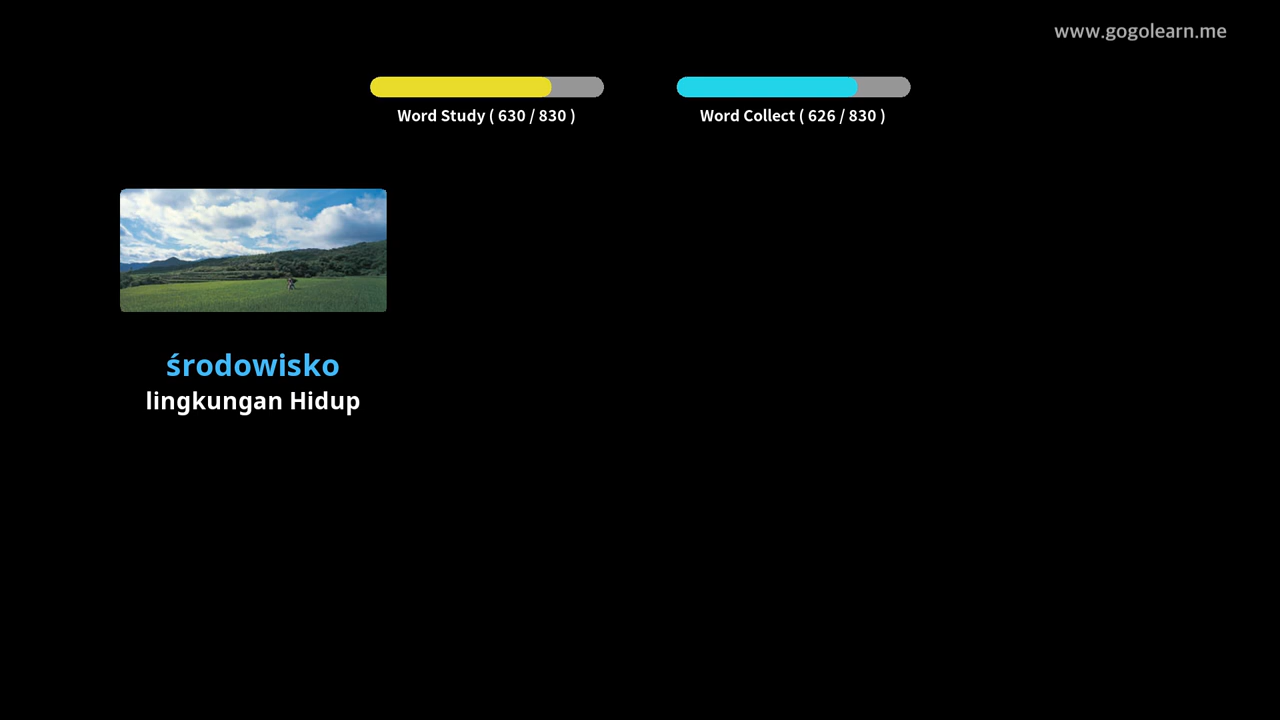 www.gogolearn.me
Word Study ( 630 / 830 )
Word Collect ( 626 / 830 )
środowisko
lingkungan Hidup